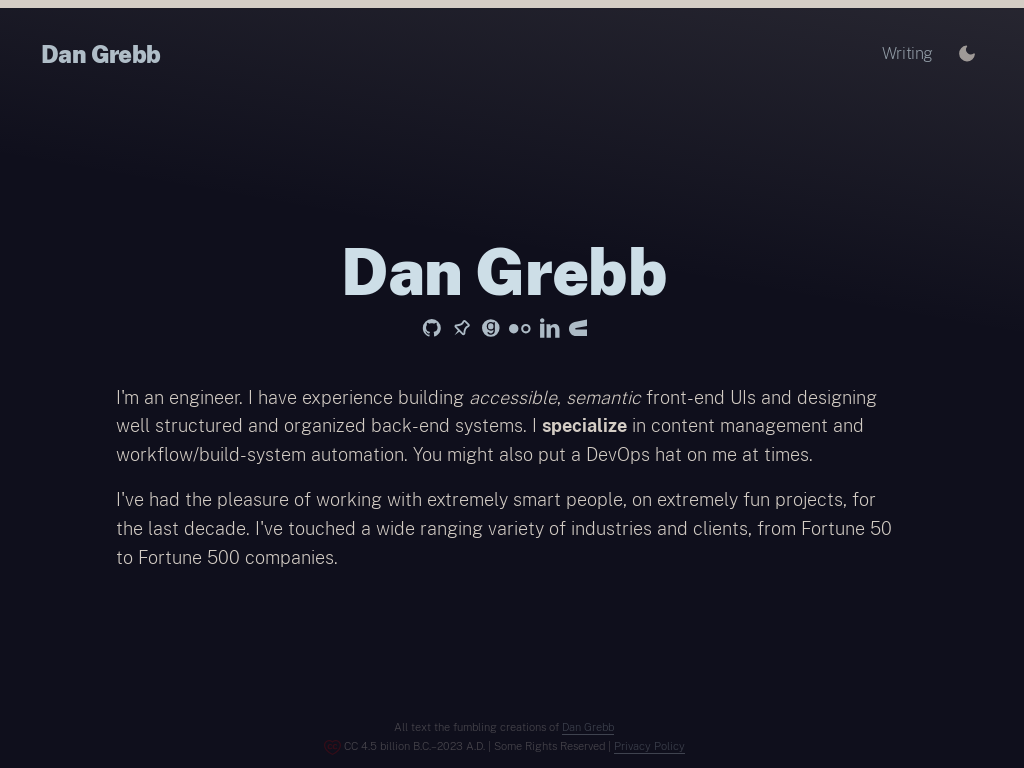 Dan Grebb
Writing
Dan Grebb
I'm an engineer. I have experience building accessible, semantic front-end UIs and designing
well structured and organized back-end systems. I specialize in content management and
workflow/build-system automation. You might also put a DevOps hat on me at times.
I've had the pleasure of working with extremely smart people, on extremely fun projects, for
the last decade. I've touched a wide ranging variety of industries and clients, from Fortune 50
to Fortune 500 companies.
All text the fumbling creations of Dan Grebb
CC 4.5 billion B.C.–2023 A.D. | Some Rights Reserved | Privacy Policy